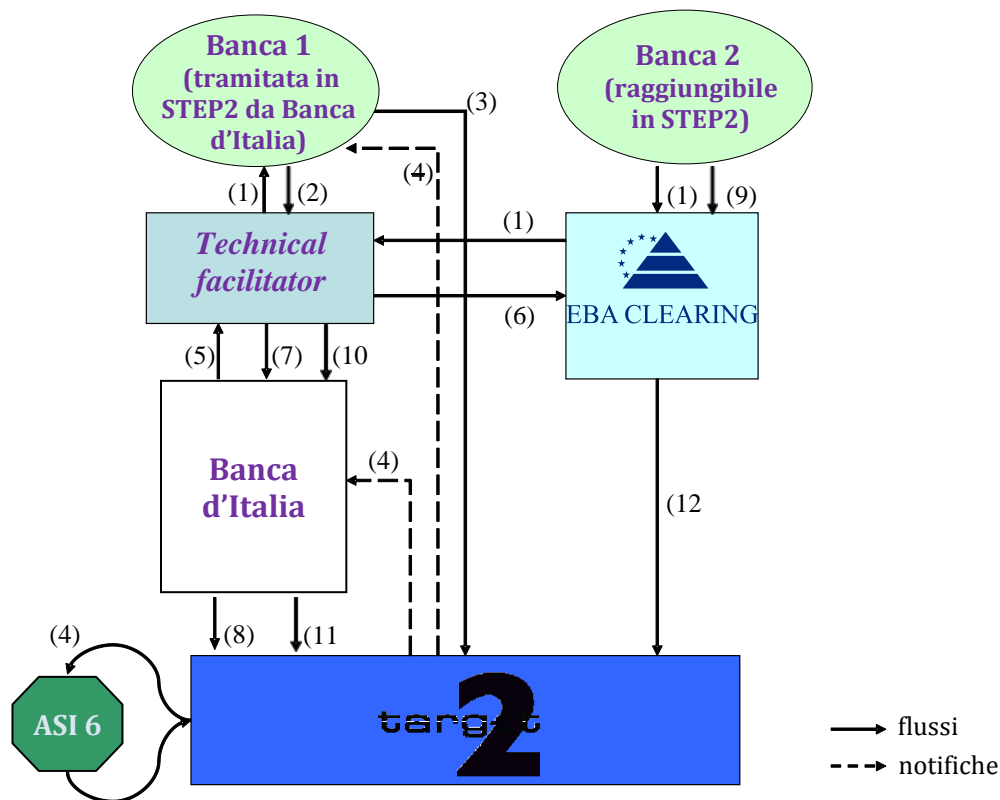 Banca 1
(tramitata in
STEP2 da Banca
d'Italia)
Banca 2
(raggiungibile
in STEP2)
(3)
(4)
(1)
(2)
(1)
(9)
Technical
facilitator
(1)
(6)
EBA CLEARING
(5)
(7)
(10
Banca
d'Italia
(4)
(12
(8)
(11
(4)
ASI 6
target
2
flussi
notifiche